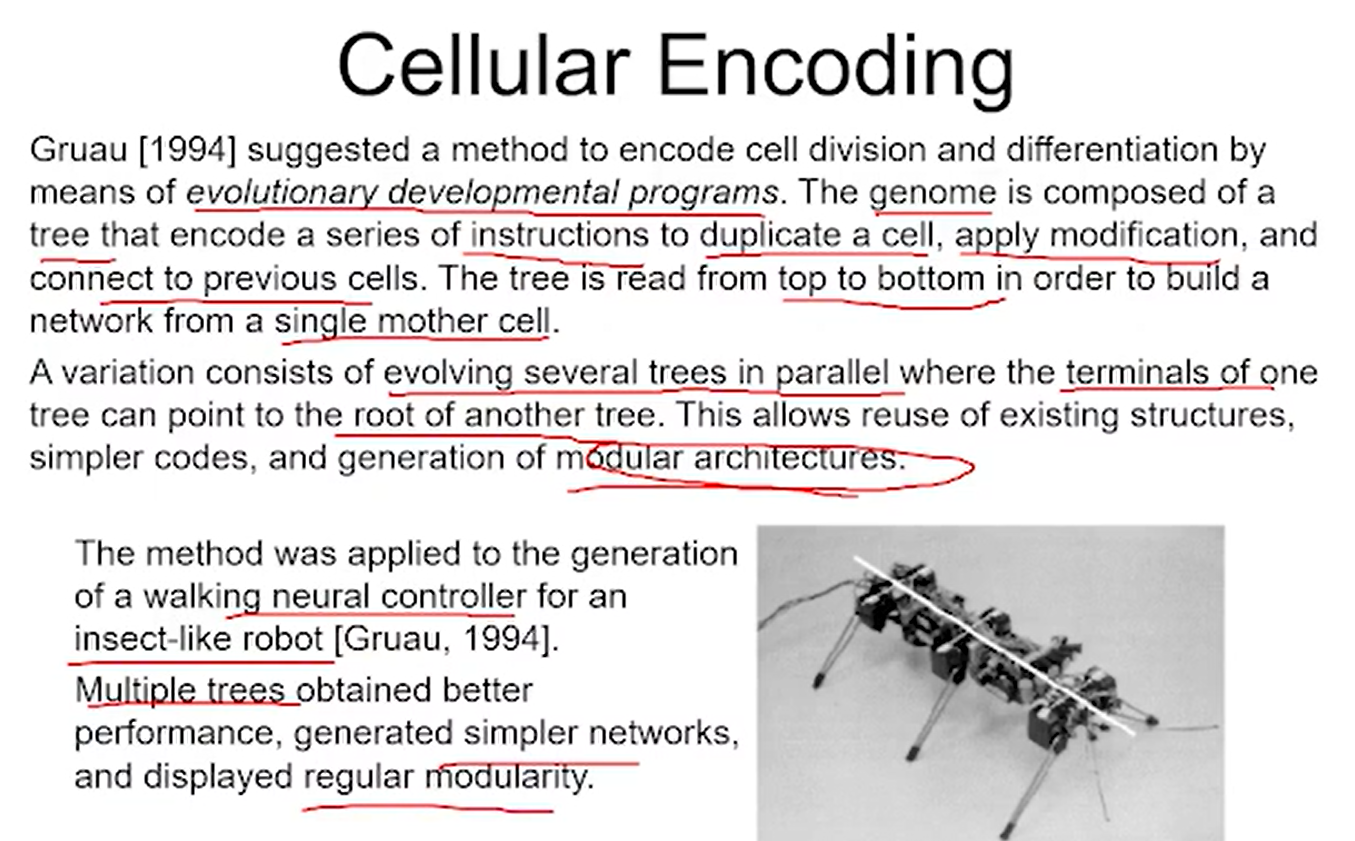 Cellular Encoding
Gruau [1994] suggested a method to encode cell division and differentiation by
means of evolutionary developmental programs. The genome is composed of a
tree that encode a series of instructions to duplicate a cell, apply modification, and
connect to previous cells. The tree is read from top to bottom in order to build a
network from a single mother cell.
A variation consists of evolving several trees in parallel where the terminals of one
tree can point to the root of another tree. This allows reuse of existing structures,
simpler codes, and generation of modular architectures.
The method was applied to the generation
of a walking neural controller for an
insect-like robot [Gruau, 1994].
Multiple trees obtained better
performance, generated simpler networks,
and displayed regular modularity.